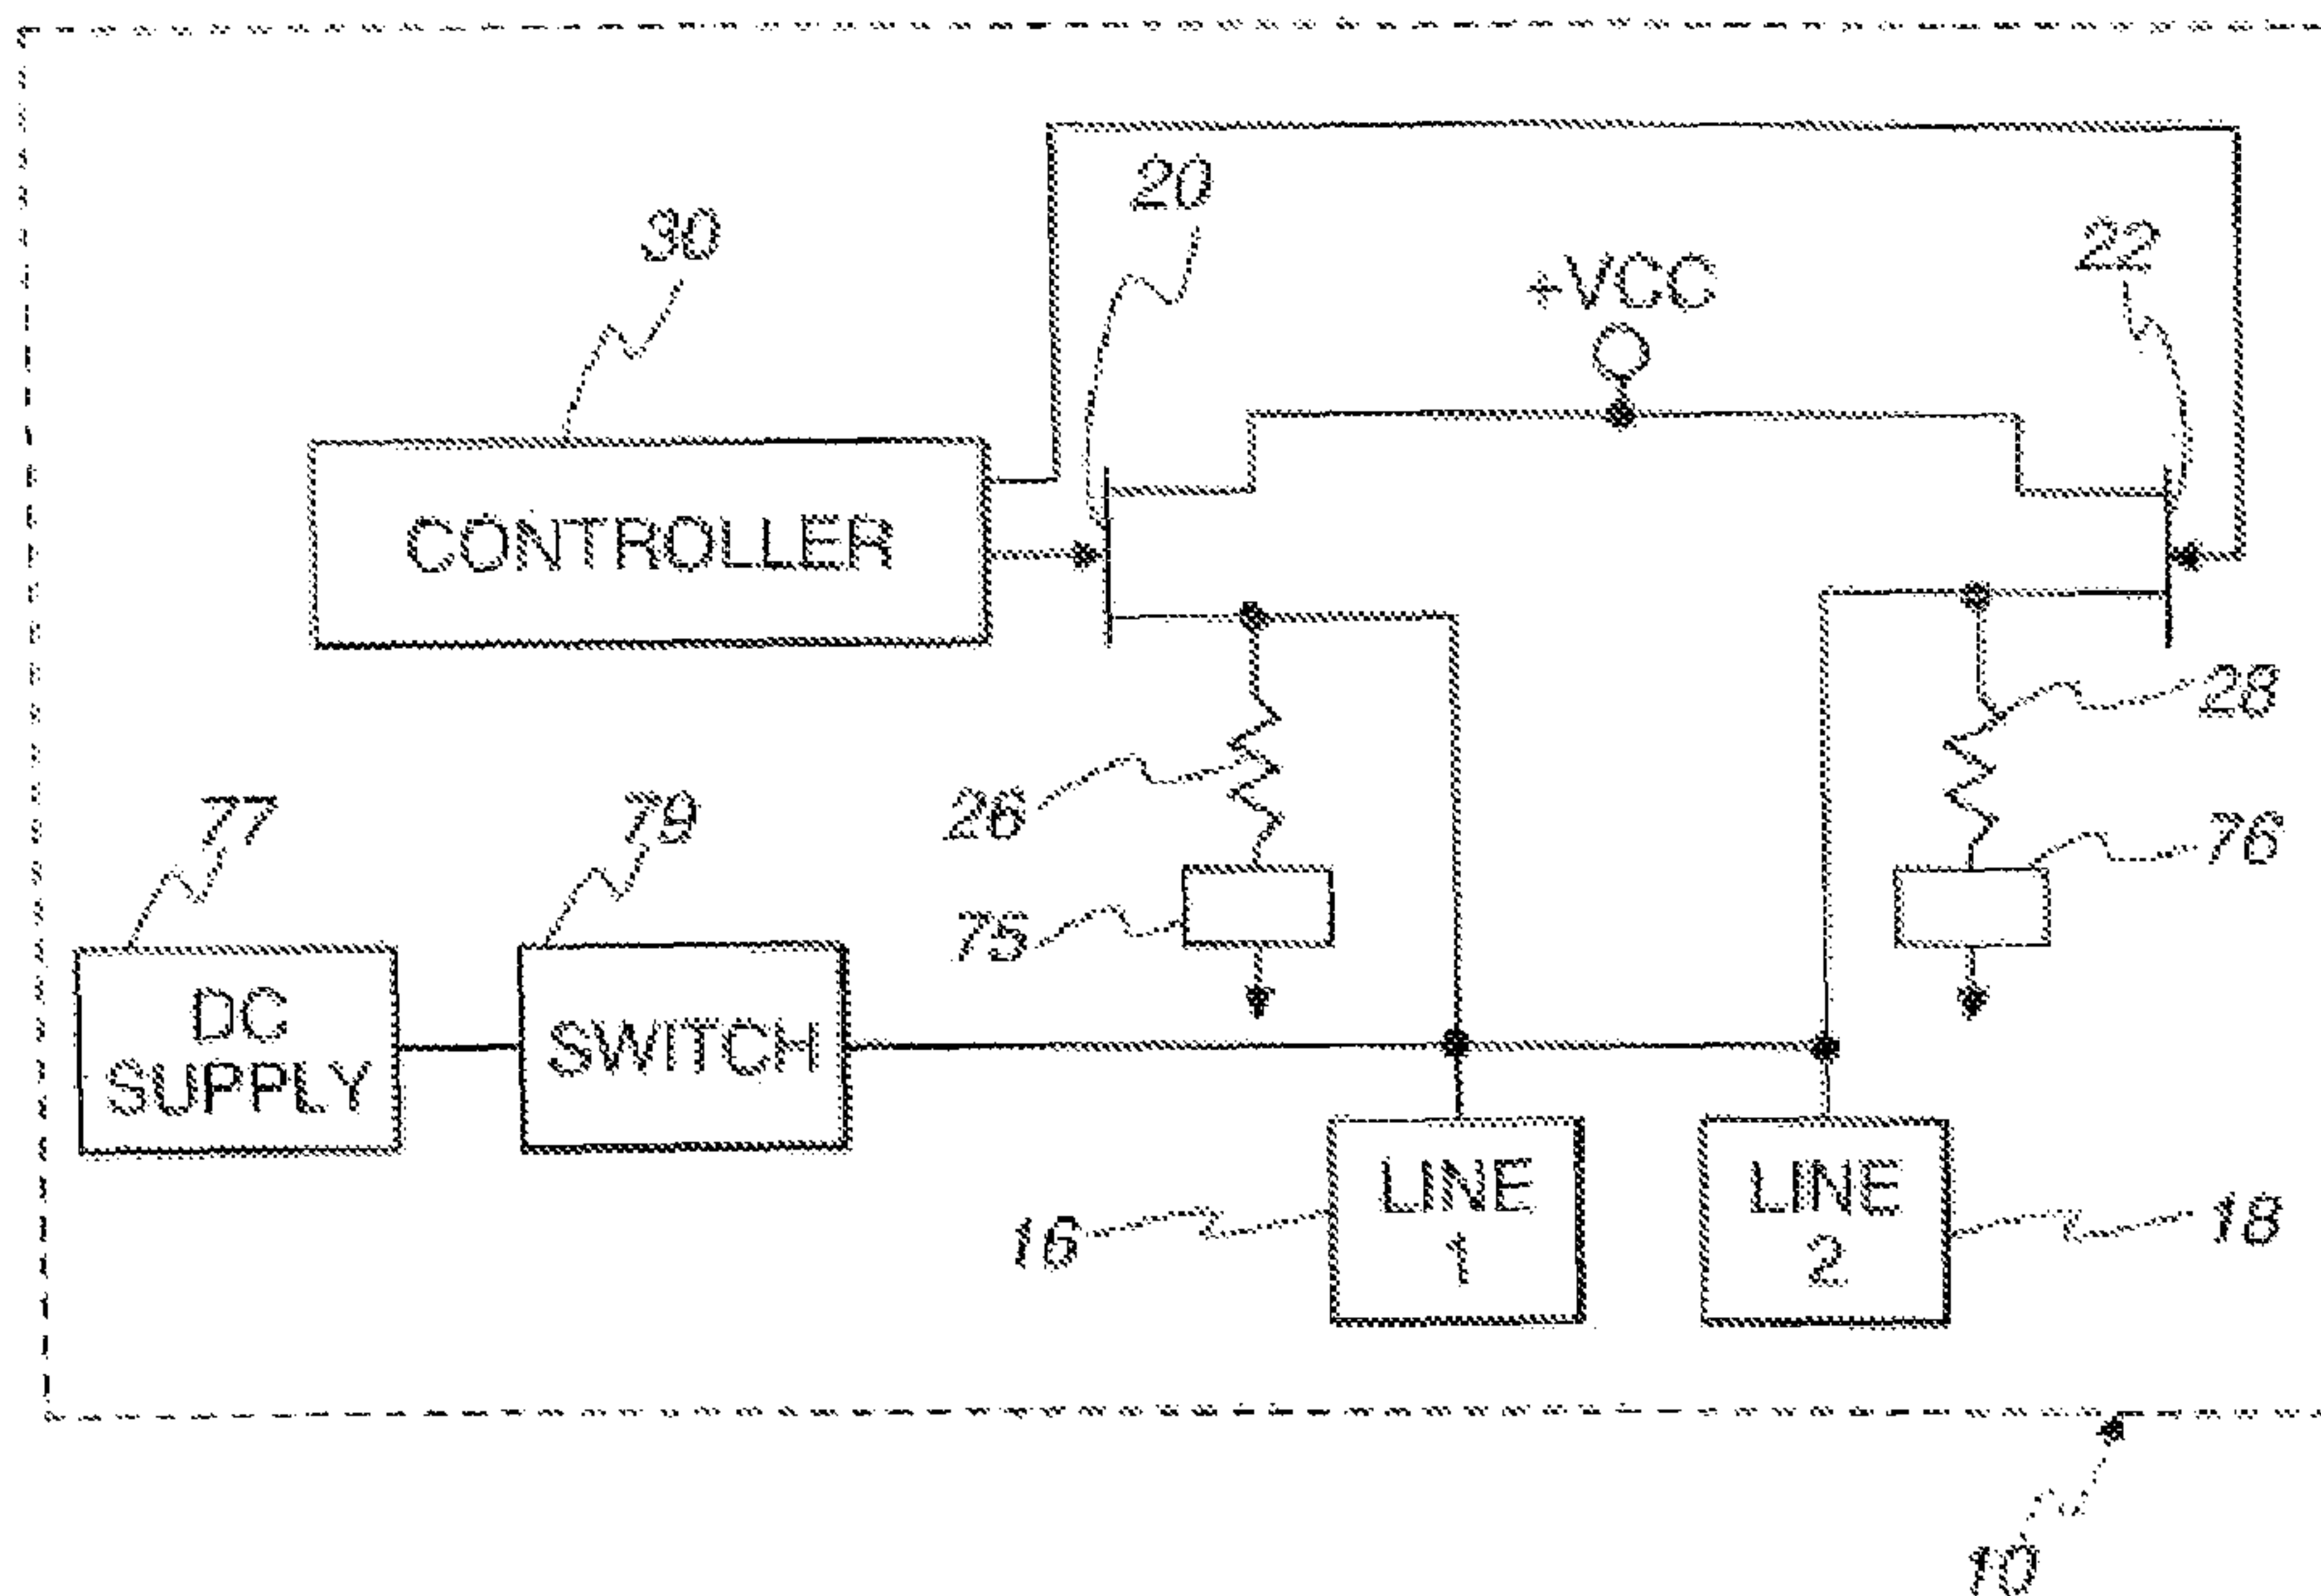 20
30
22
+VCC
CONTROLLER
28
26
77
79
76
75
DC
SUPPLY
SWITCH
LINE
1
LINE
2
16
18
10